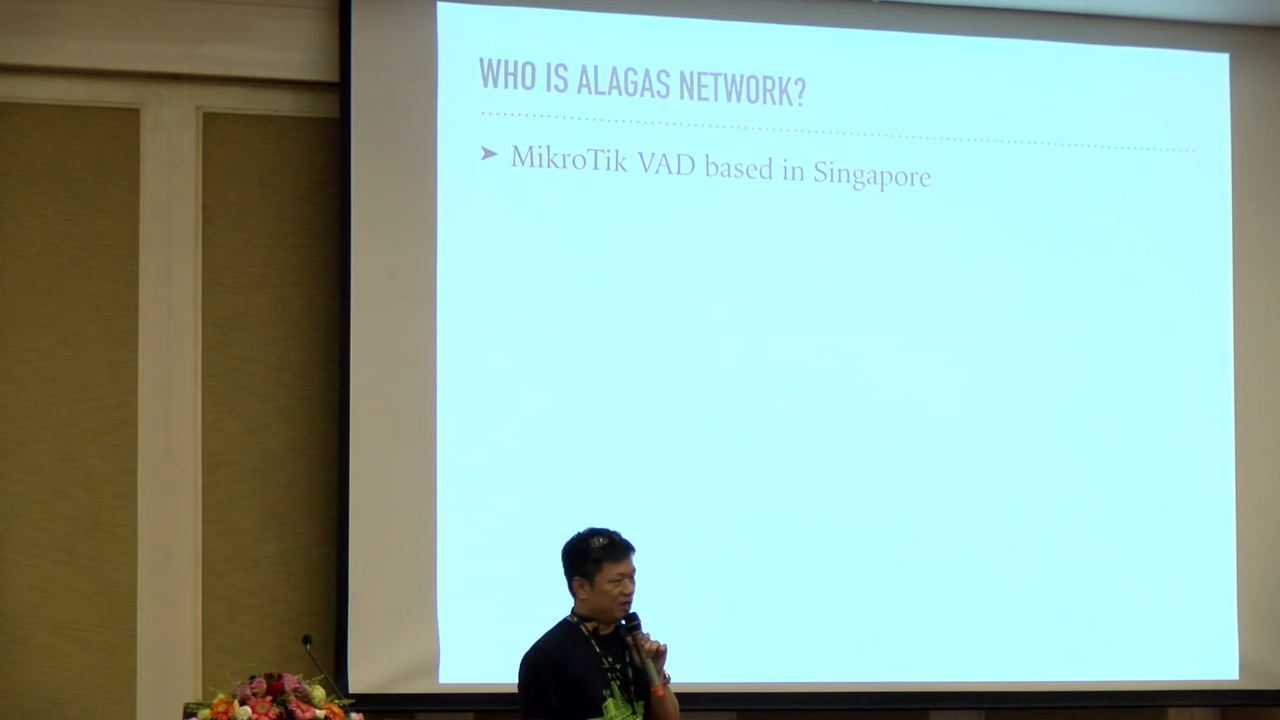 WHO IS ALAGAS NETWORK?
➤ MikroTik VAD based in Singapore